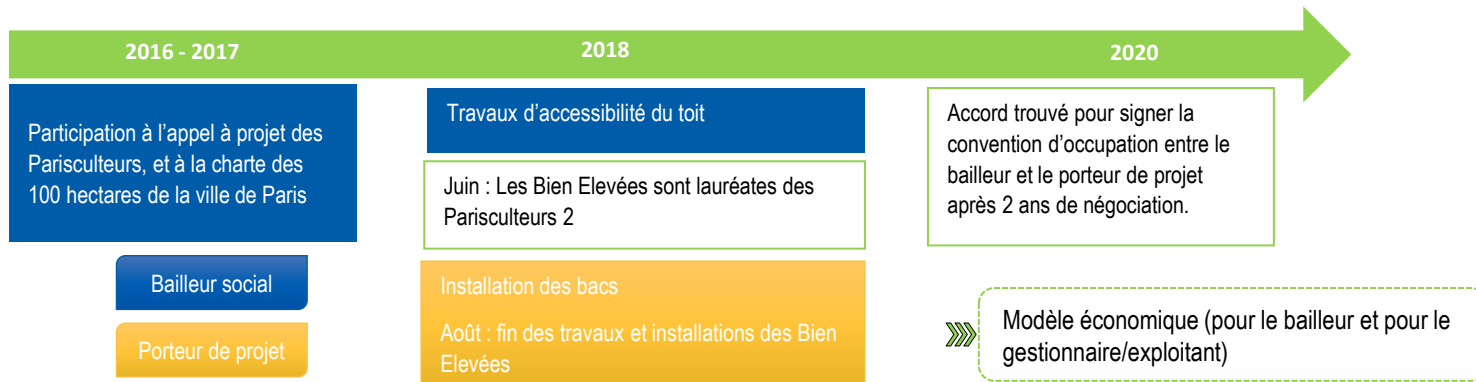 2016 - 2017
2018
2020
Participation à l'appel à projet des
Parisculteurs, et à la charte des
100 hectares de la ville de Paris
Bailleur social
Porteur de projet
Travaux d'accessibilité du toit
Juin : Les Bien Elevées sont lauréates des
Parisculteurs 2
Installation des bacs
Août : fin des travaux et installations des Bien
Elevées
Accord trouvé pour signer la
convention d'occupation entre le
bailleur et le porteur de projet
après 2 ans de négociation.
Modèle économique (pour le bailleur et pour le
gestionnaire/exploitant)